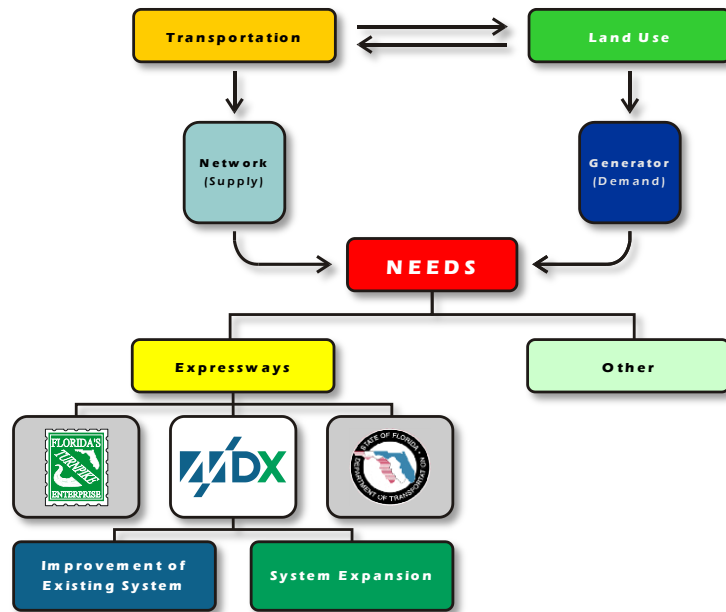 Transportation
Land Use
Network
(Supply)
Generator
(Demand)
NEEDS
Expressways
Other
FLORIDA'S
TURNPIKE
ENTERPRISE
MDX
STATE OF FLORIDA
DEPARTMENT OF TRANSPORTATION
Improvement of
Existing System
System Expansion